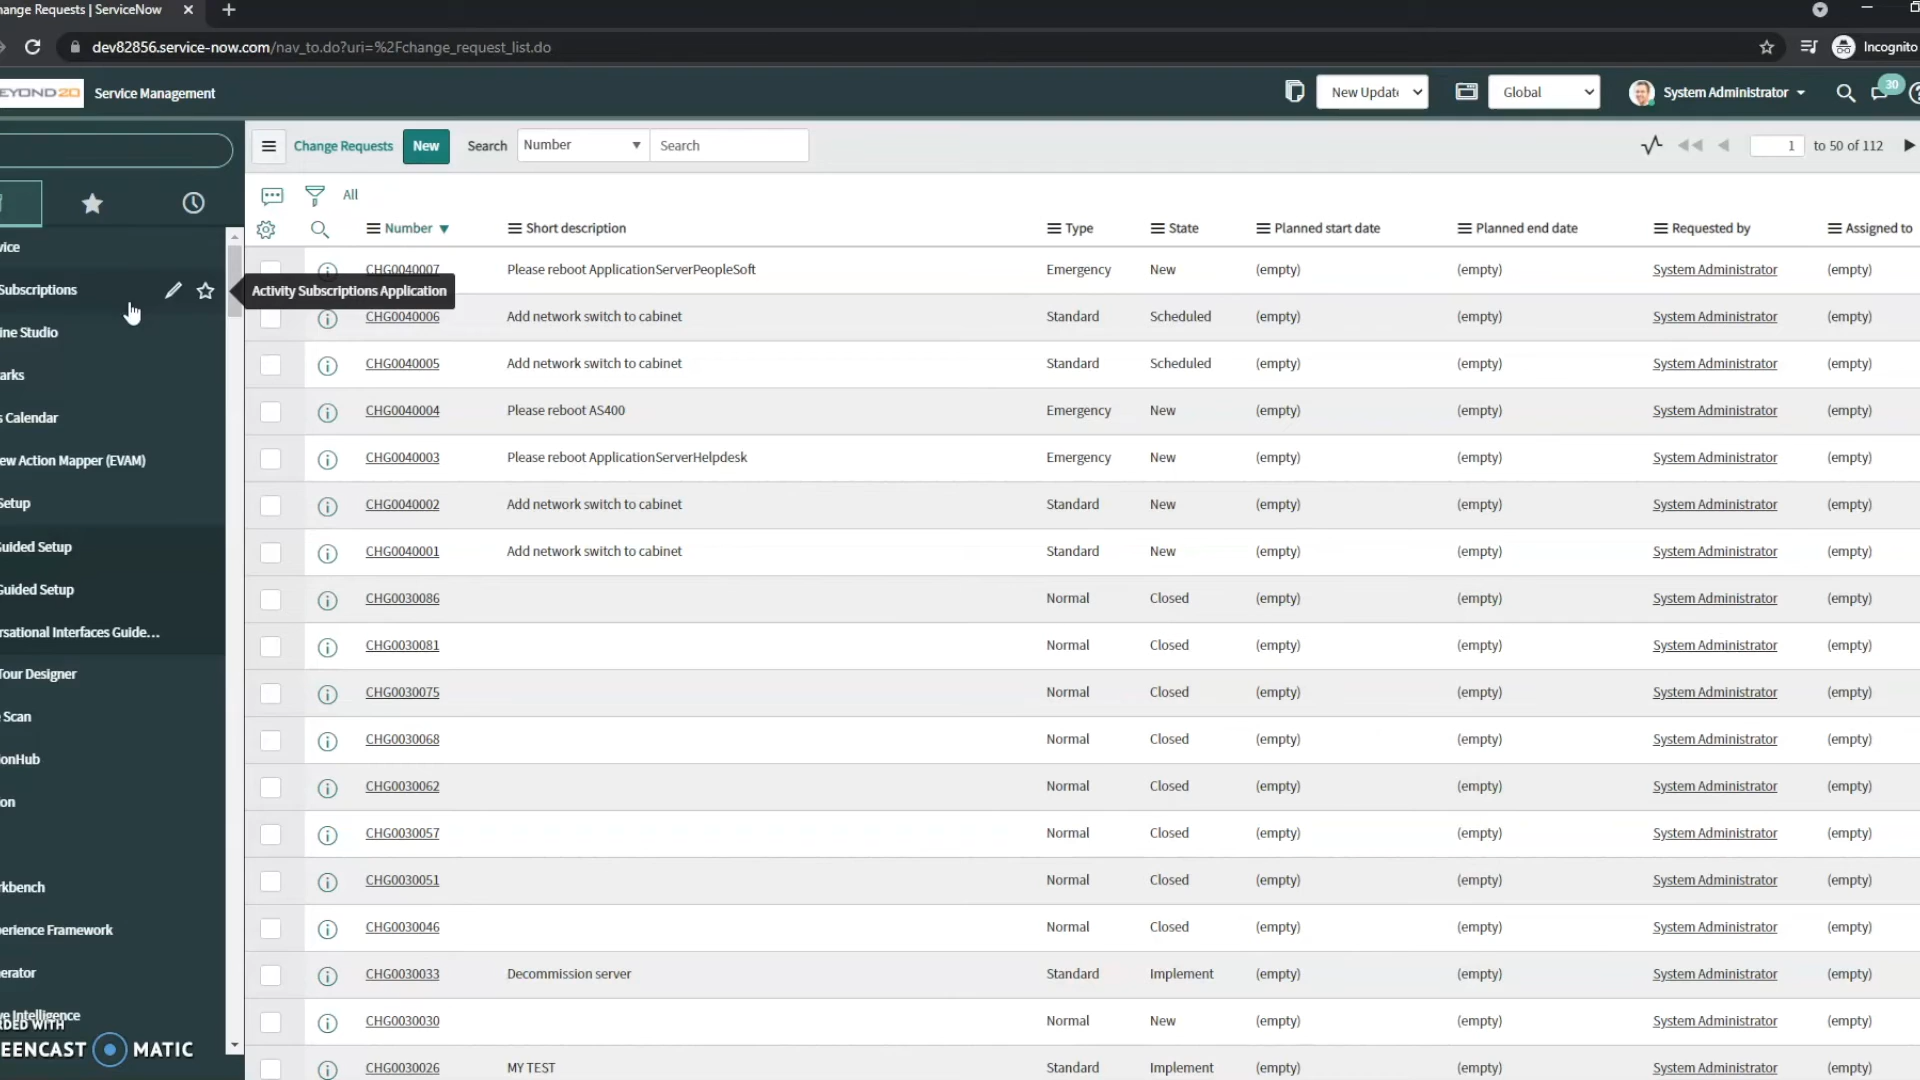 hange Requests | ServiceNow
dev82856.service-now.com/nav_to.do?uri=%2Fchange_request_list.do
Incognito
EYOND20 Service Management
New Update
Global
System Administrator
30
Change Requests New Search Number Search
1 to 50 of 112
All
Number Short description Type State Planned start date Planned end date Requested by Assigned to
vice
Subscriptions
ine Studio
arks
s Calendar
ew Action Mapper (EVAM)
Setup
Guided Setup
Guided Setup
rsational Interfaces Guide...
Tour Designer
Scan
ionHub
on
kbench
perience Framework
erator
ve Intelligence
RDED WITH
EENCAST MATIC
Activity Subscriptions Application
CHG0040007 Please reboot ApplicationServerPeopleSoft Emergency New (empty) (empty) System Administrator (empty)
CHG0040006 Add network switch to cabinet Standard Scheduled (empty) (empty) System Administrator (empty)
CHG0040005 Add network switch to cabinet Standard Scheduled (empty) (empty) System Administrator (empty)
CHG0040004 Please reboot AS400 Emergency New (empty) (empty) System Administrator (empty)
CHG0040003 Please reboot ApplicationServerHelpdesk Emergency New (empty) (empty) System Administrator (empty)
CHG0040002 Add network switch to cabinet Standard New (empty) (empty) System Administrator (empty)
CHG0040001 Add network switch to cabinet Standard New (empty) (empty) System Administrator (empty)
CHG0030086 Normal Closed (empty) (empty) System Administrator (empty)
CHG0030081 Normal Closed (empty) (empty) System Administrator (empty)
CHG0030075 Normal Closed (empty) (empty) System Administrator (empty)
CHG0030068 Normal Closed (empty) (empty) System Administrator (empty)
CHG0030062 Normal Closed (empty) (empty) System Administrator (empty)
CHG0030057 Normal Closed (empty) (empty) System Administrator (empty)
CHG0030051 Normal Closed (empty) (empty) System Administrator (empty)
CHG0030046 Normal Closed (empty) (empty) System Administrator (empty)
CHG0030033 Decommission server Standard Implement (empty) (empty) System Administrator (empty)
CHG0030030 Normal New (empty) (empty) System Administrator (empty)
CHG0030026 MY TEST Standard Implement (empty) (empty) System Administrator (empty)